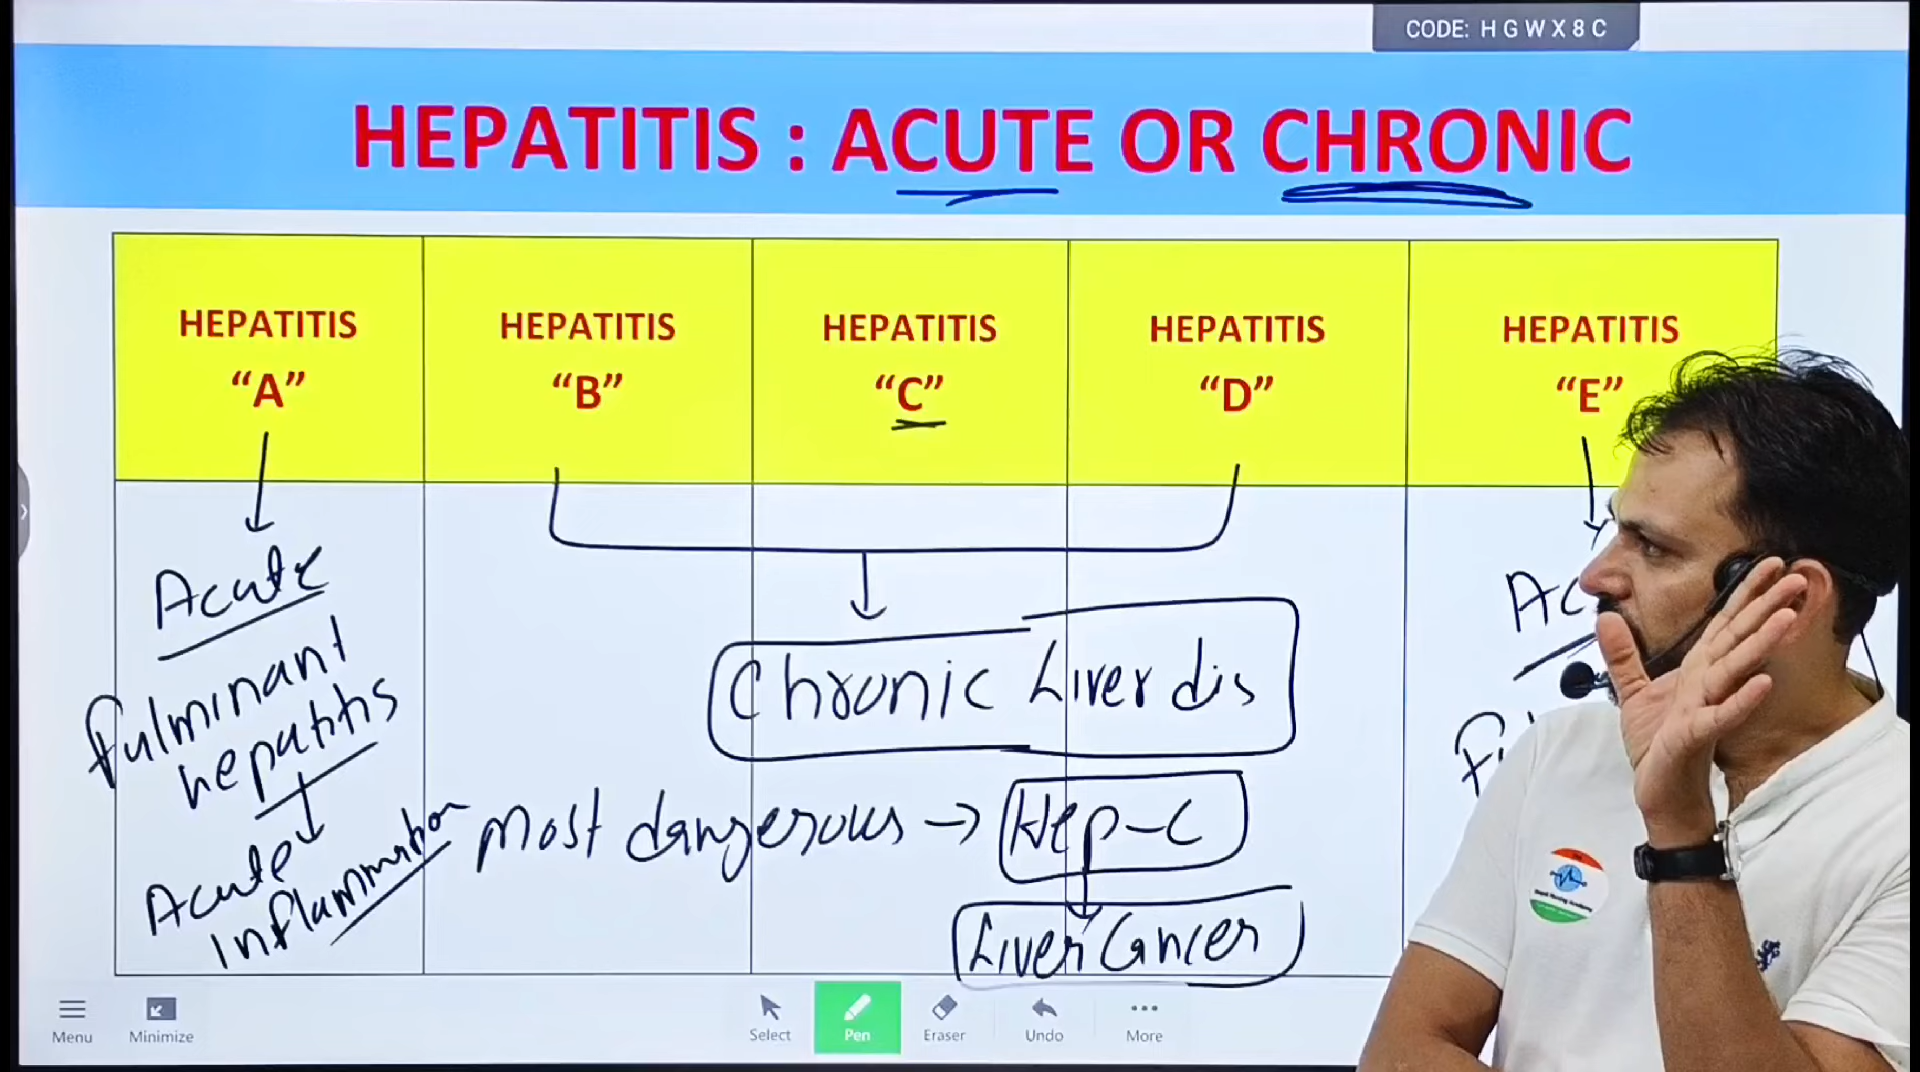 CODE: H G W X 8 C
HEPATITIS : ACUTE OR CHRONIC
HEPATITIS
“A”
HEPATITIS
“B”
HEPATITIS
“C”
HEPATITIS
“D”
HEPATITIS
“E”
Acute
fulminant
hepatitis
Acute
inflammation
Chronic Liver dis
Most dangerous → Hep-C
Liver Cancer
Ac
Menu
Minimize
Select
Pen
Eraser
Undo
More